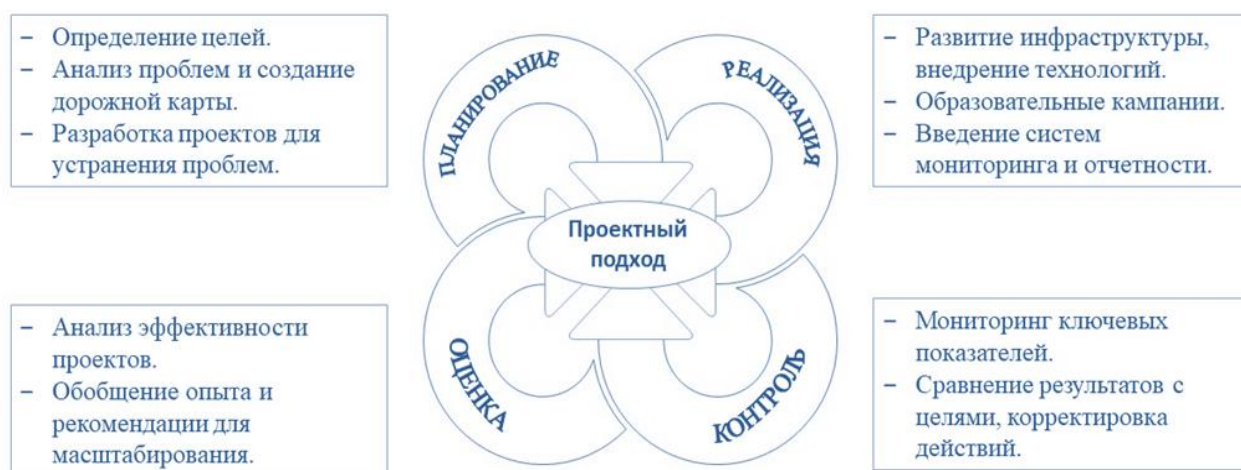 – Определение целей.
– Анализ проблем и создание
дорожной карты.
– Разработка проектов для
устранения проблем.
ПЛАНИРОВАНИЕ
РЕАЛИЗАЦИЯ
– Развитие инфраструктуры,
внедрение технологий.
– Образовательные кампании.
– Введение систем
мониторинга и отчетности.
Проектный
подход
– Анализ эффективности
проектов.
– Обобщение опыта и
рекомендации для
масштабирования.
ОЦЕНКА
КОНТРОЛЬ
– Мониторинг ключевых
показателей.
– Сравнение результатов с
целями, корректировка
действий.